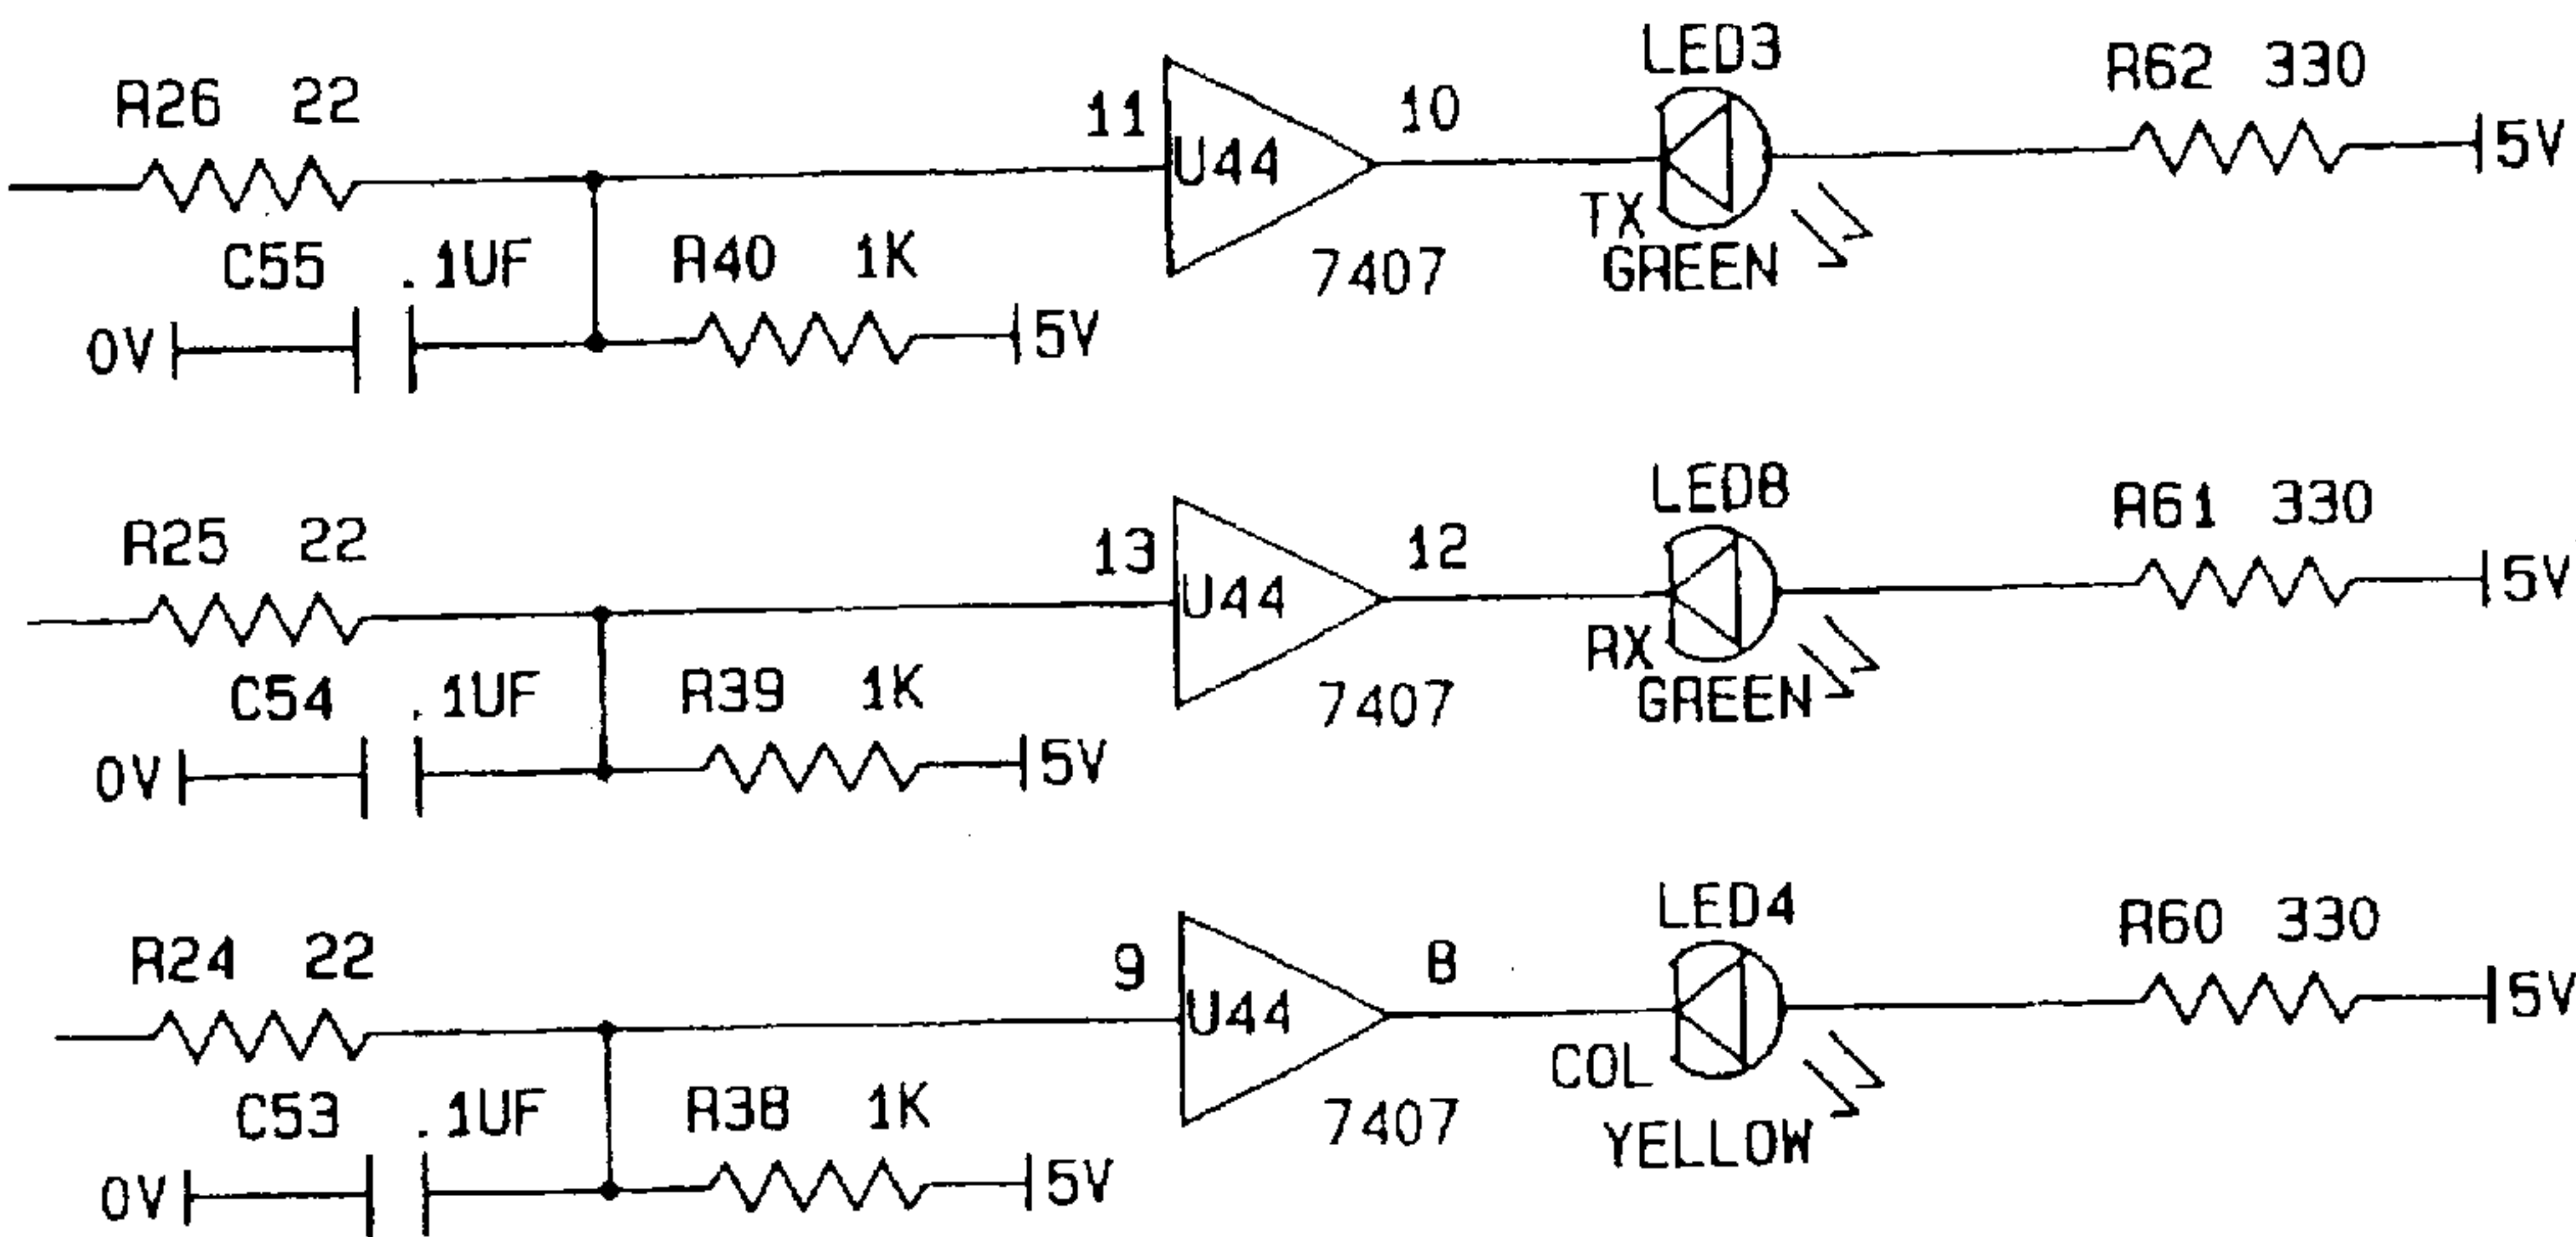 LED3
R26 22
11
10
R62 330
5V
U44
TX
GREEN
7407
C55 .1UF
R40 1K
0V
5V
LED8
R25 22
13
12
R61 330
5V
U44
RX
GREEN
7407
C54 .1UF
R39 1K
0V
5V
LED4
R24 22
9
8
R60 330
5V
U44
COL
YELLOW
7407
C53 .1UF
R38 1K
0V
5V